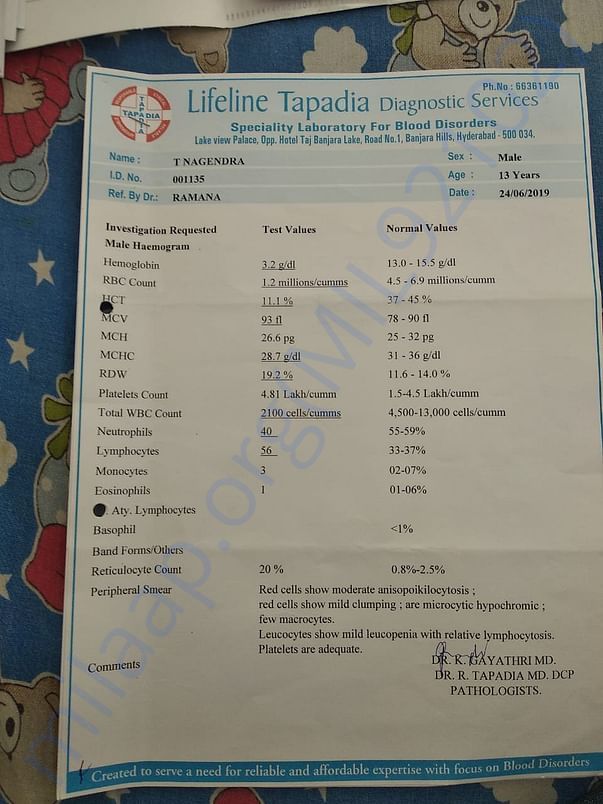 Ph.No : 66361190
TAPADIA
Lifeline Tapadia Diagnostic Services
Speciality Laboratory For Blood Disorders
Lake view Palace, Opp. Hotel Taj Banjara Lake, Road No.1, Banjara Hills, Hyderabad - 500 034.
Name : T NAGENDRA Sex : Male
I.D. No. 001135 Age : 13 Years
Ref. By Dr.: RAMANA Date : 24/06/2019
Investigation Requested Test Values Normal Values
Male Haemogram
Hemoglobin 3.2 g/dl 13.0 - 15.5 g/dl
RBC Count 1.2 millions/cumms 4.5 - 6.9 millions/cumm
HCT 11.1 % 37 - 45 %
MCV 93 fl 78 - 90 fl
MCH 26.6 pg 25 - 32 pg
MCHC 28.7 g/dl 31 - 36 g/dl
RDW 19.2 % 11.6 - 14.0 %
Platelets Count 4.81 Lakh/cumm 1.5-4.5 Lakh/cumm
Total WBC Count 2100 cells/cumms 4,500-13,000 cells/cumm
Neutrophils 40 55-59%
Lymphocytes 56 33-37%
Monocytes 3 02-07%
Eosinophils 1 01-06%
. Aty. Lymphocytes
Basophil <1%
Band Forms/Others
Reticulocyte Count 20 % 0.8%-2.5%
Peripheral Smear Red cells show moderate anisopoikilocytosis ;
red cells show mild clumping ; are microcytic hypochromic ;
few macrocytes.
Leucocytes show mild leucopenia with relative lymphocytosis.
Platelets are adequate.
Comments
DR. K. GAYATHRI MD.
DR. R. TAPADIA MD. DCP
PATHOLOGISTS.
Created to serve a need for reliable and affordable expertise with focus on Blood Disorders